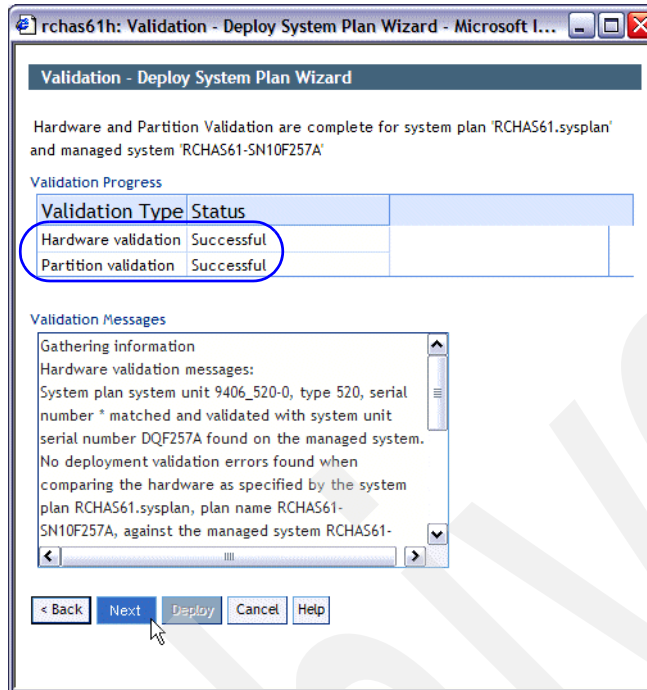 rchas61h: Validation - Deploy System Plan Wizard - Microsoft I...
Validation - Deploy System Plan Wizard
Hardware and Partition Validation are complete for system plan 'RCHAS61.sysplan'
and managed system 'RCHAS61-SN10F257A'
Validation Progress
Validation Type Status
Hardware validation Successful
Partition validation Successful
Validation Messages
Gathering information
Hardware validation messages:
System plan system unit 9406_520-0, type 520, serial
number * matched and validated with system unit
serial number DQF257A found on the managed system.
No deployment validation errors found when
comparing the hardware as specified by the system
plan RCHAS61.sysplan, plan name RCHAS61-
SN10F257A, against the managed system RCHAS61-
< Back Next Deploy Cancel Help